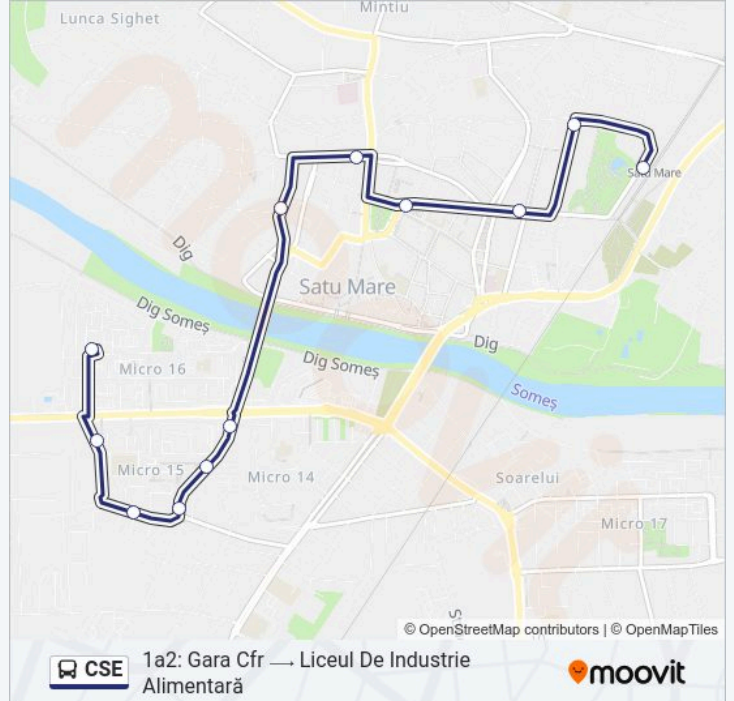 Mintiu
Lunca Sighet
Satu Mare
Dig
Satu Mare
Dig Someș
Dig
Dig Someș
Micro 16
Someș
Micro 15
Micro 14
Soarelui
Micro 17
© OpenStreetMap contributors | © OpenMapTiles
CSE
1a2: Gara Cfr → Liceul De Industrie
Alimentară
moovit